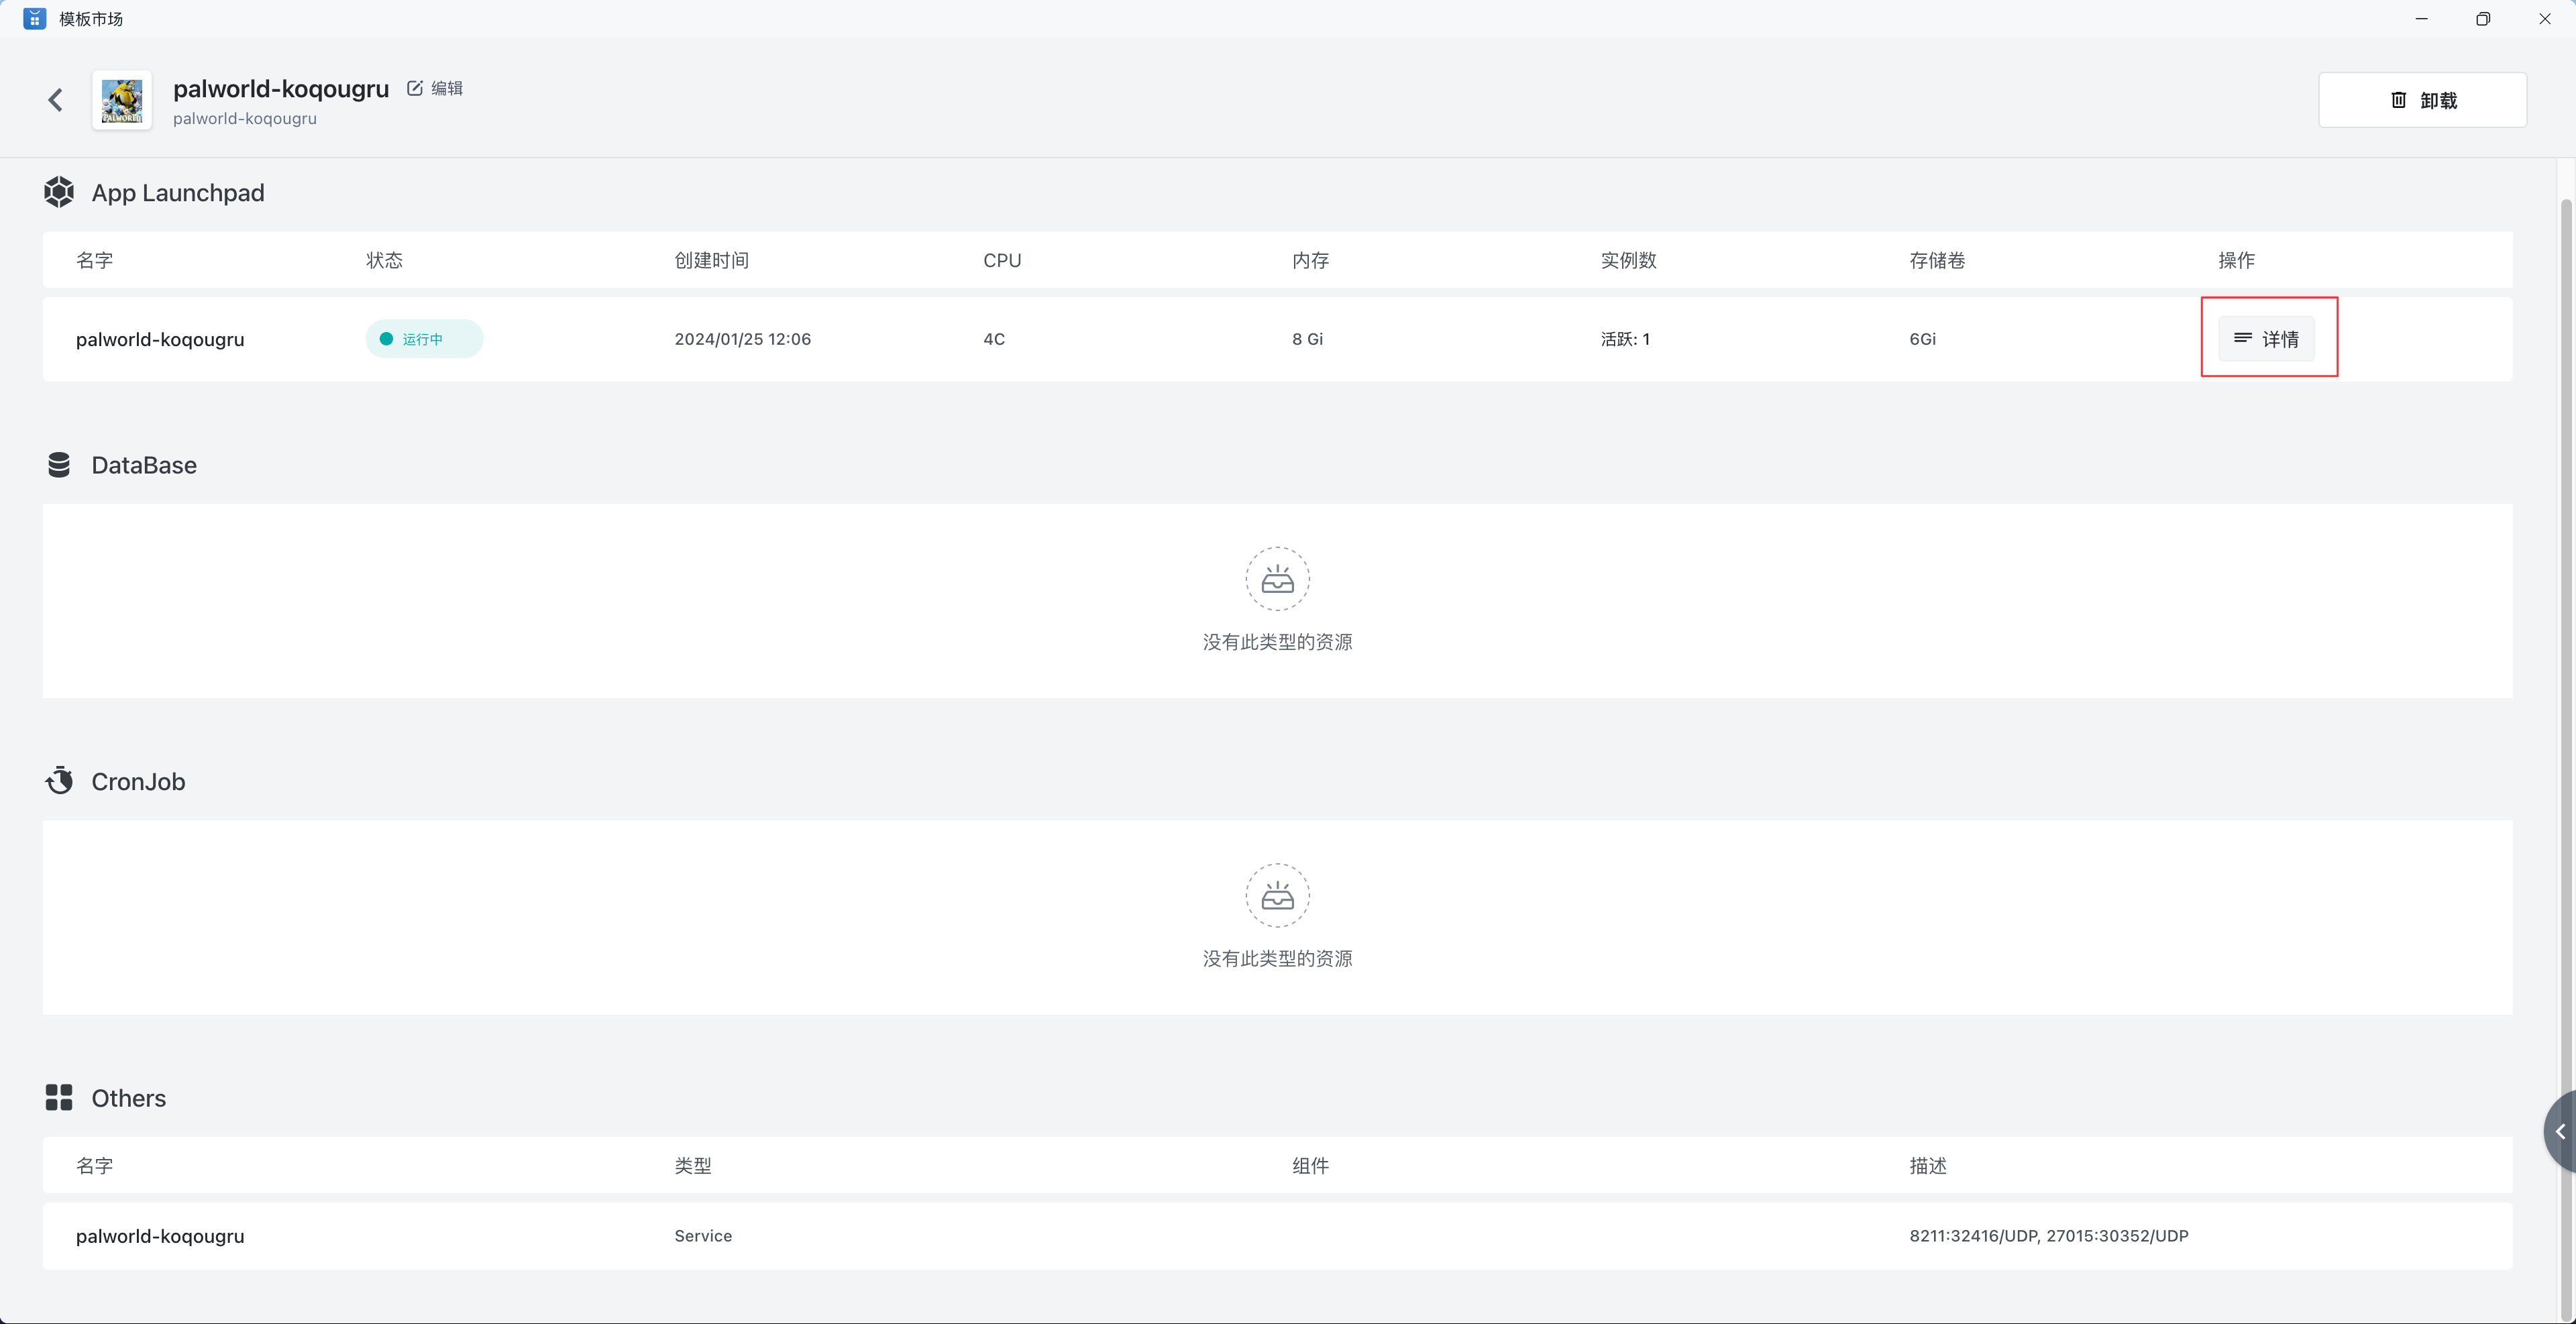 模板市场
palworld-koqougru 编辑
palworld-koqougru
卸载
App Launchpad
名字 状态 创建时间 CPU 内存 实例数 存储卷 操作
palworld-koqougru 运行中 2024/01/25 12:06 4C 8 Gi 活跃: 1 6Gi 详情
DataBase
没有此类型的资源
CronJob
没有此类型的资源
Others
名字 类型 组件 描述
palworld-koqougru Service 8211:32416/UDP, 27015:30352/UDP
PALWORLD